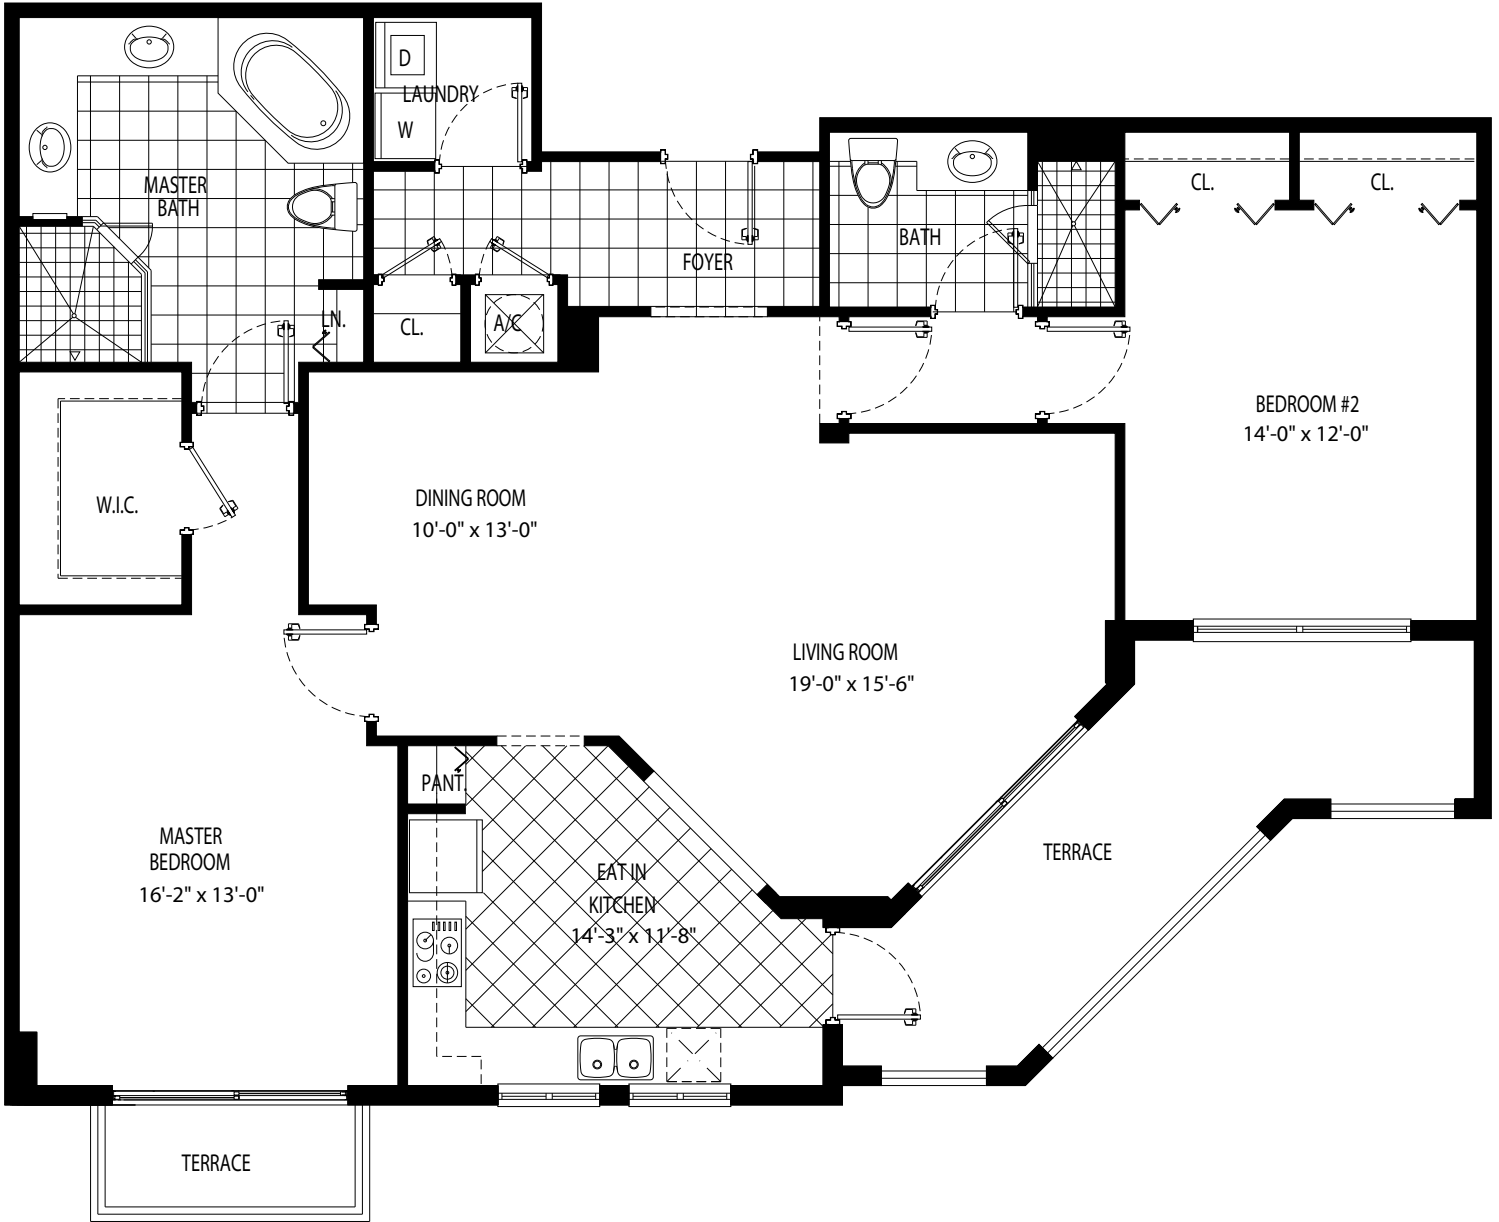 D
LAUNDRY
W
MASTER
BATH
CL.
CL.
BATH
FOYER
LN.
CL.
A/C
BEDROOM #2
14'-0" x 12'-0"
W.I.C.
DINING ROOM
10'-0" x 13'-0"
LIVING ROOM
19'-0" x 15'-6"
PANT.
MASTER
BEDROOM
16'-2" x 13'-0"
EAT IN
KITCHEN
14'-3" x 11'-8"
TERRACE
TERRACE